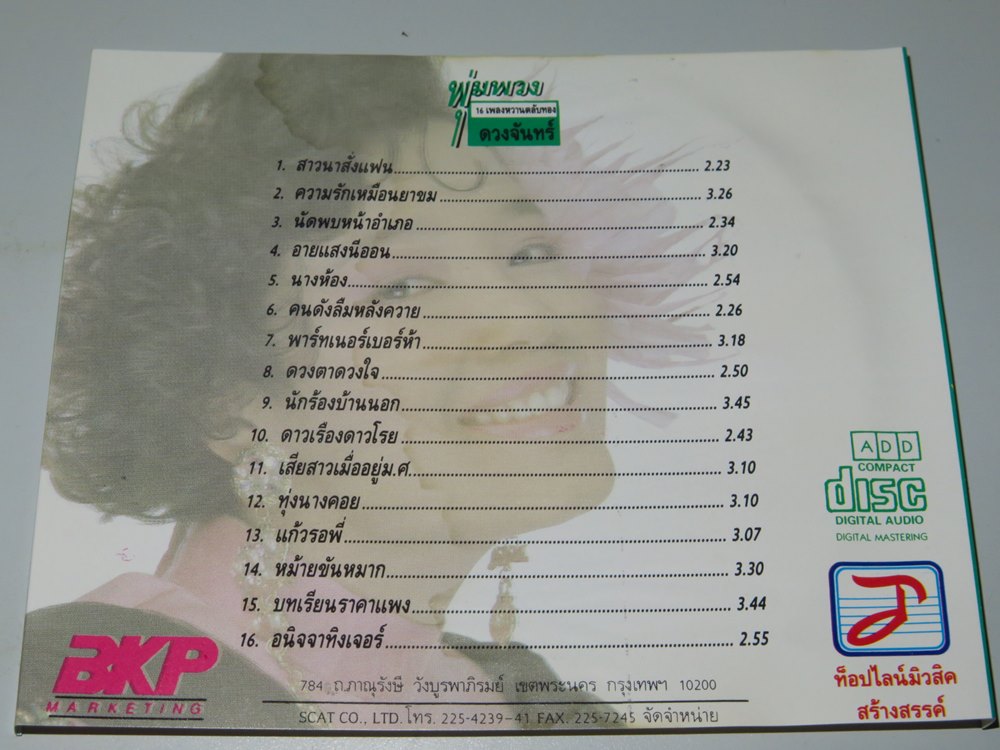 พุ่มพวง
16 เพลงหวานตลับทอง
ดวงจันทร์
1. สาวนาสั่งแฟน 2.23
2. ความรักเหมือนยาขม 3.26
3. นัดพบหน้าอำเภอ 2.34
4. อายแสงนีออน 3.20
5. นางห้อง 2.54
6. คนดังลืมหลังควาย 2.26
7. พาร์ทเนอร์เบอร์ห้า 3.18
8. ดวงตาดวงใจ 2.50
9. นักร้องบ้านนอก 3.45
10. ดาวเรืองดาวโรย 2.43
11. เสียสาวเมื่ออยู่ม.ศ. 3.10
12. ทุ่งนางคอย 3.10
13. แก้วรอพี่ 3.07
14. หม้ายขันหมาก 3.30
15. บทเรียนราคาแพง 3.44
16. อนิจจาทิงเจอร์ 2.55
ADD
COMPACT
disc
DIGITAL AUDIO
DIGITAL MASTERING
ท็อปไลน์มิวสิค
สร้างสรรค์
BKP
MARKETING
784 ถ.ภาณุรังษี วังบูรพาภิรมย์ เขตพระนคร กรุงเทพฯ 10200
SCAT CO., LTD. โทร. 225-4239-41 FAX. 225-7245 จัดจำหน่าย